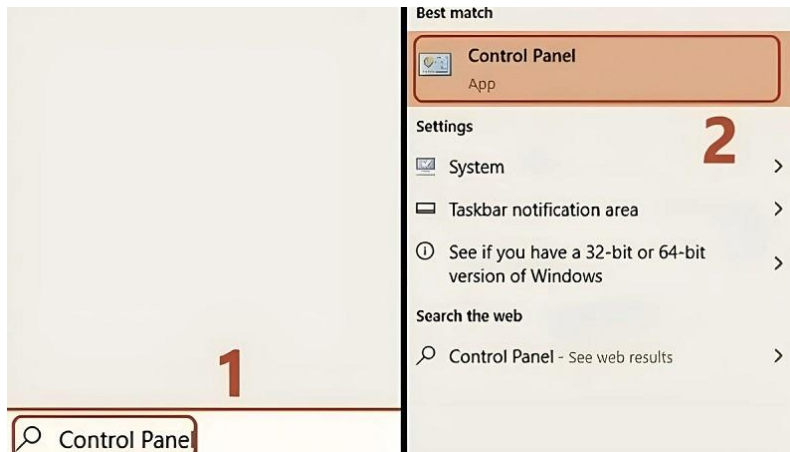 1
Control Panel
Best match
Control Panel
App
Settings
2
System
Taskbar notification area
See if you have a 32-bit or 64-bit
version of Windows
Search the web
Control Panel - See web results